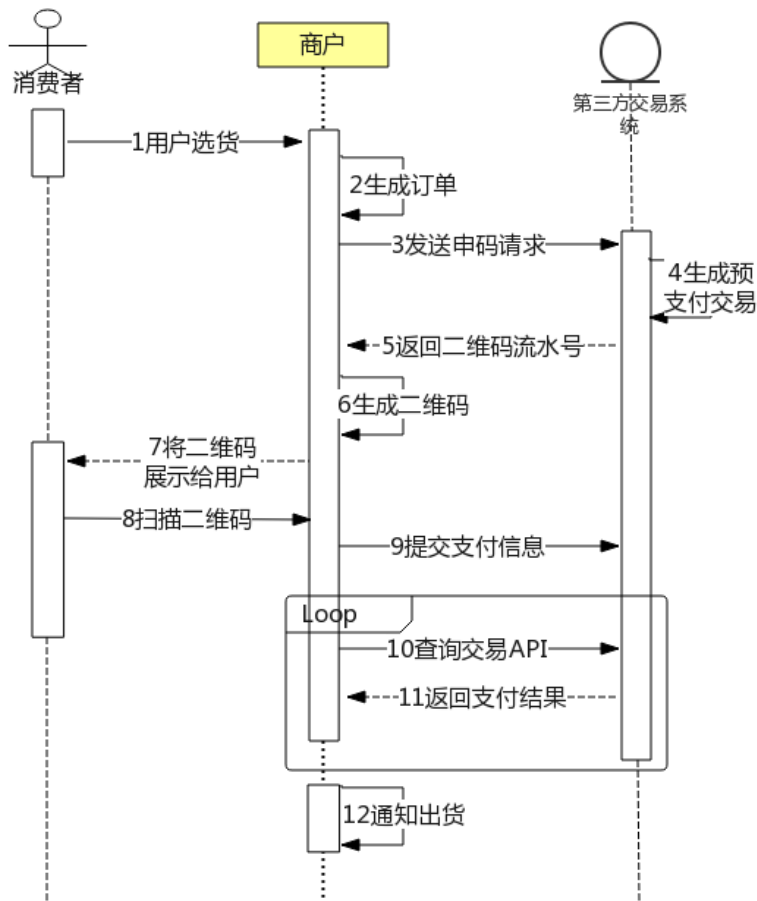 商户
消费者
第三方交易系
统
1用户选货
2生成订单
3发送申码请求
4生成预
支付交易
5返回二维码流水号
6生成二维码
7将二维码
展示给用户
8扫描二维码
9提交支付信息
Loop
10查询交易API
11返回支付结果
12通知出货